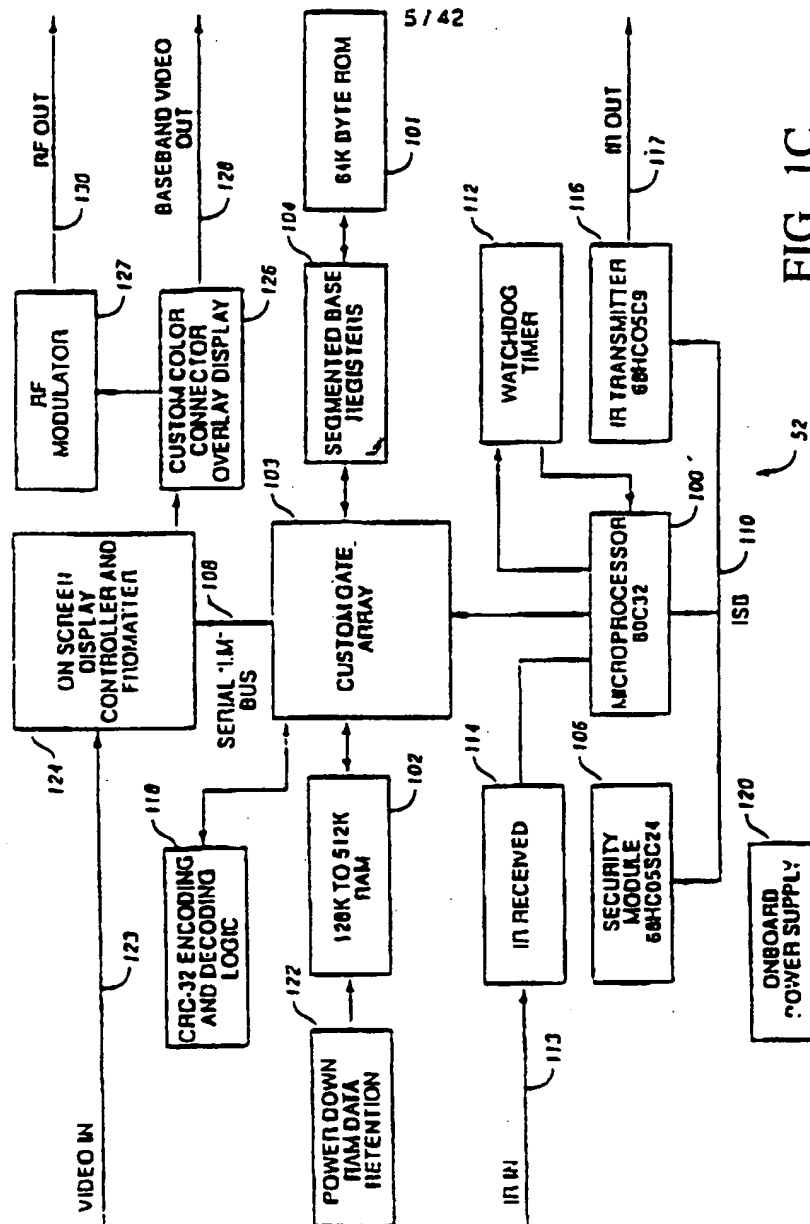 5/42
VIDEO IN
123
124
ON SCREEN
DISPLAY
CONTROLLER AND
FROMATTER
RF
MODULATOR
127
RF OUT
130
CUSTOM COLOR
CONNECTOR
OVERLAY DISPLAY
126
BASEBAND VIDEO
OUT
128
118
CRC-32 ENCODING
AND DECODING
LOGIC
SERIAL "I.M"
BUS
108
POWER DOWN
RAM DATA
RETENTION
122
128K TO 512K
RAM
102
CUSTOM GATE
ARRAY
103
SEGMENTED BASE
REGISTERS
104
64K BYTE ROM
101
IR IN
113
IR RECEIVED
114
MICROPROCESSOR
80C32
100'
WATCHDOG
TIMER
112
SECURITY
MODULE
68HC05SC24
106
IR TRANSMITTER
68HC05C9
116
IR OUT
117
ISB
110
ONBOARD
POWER SUPPLY
120
52
FIG. 1C